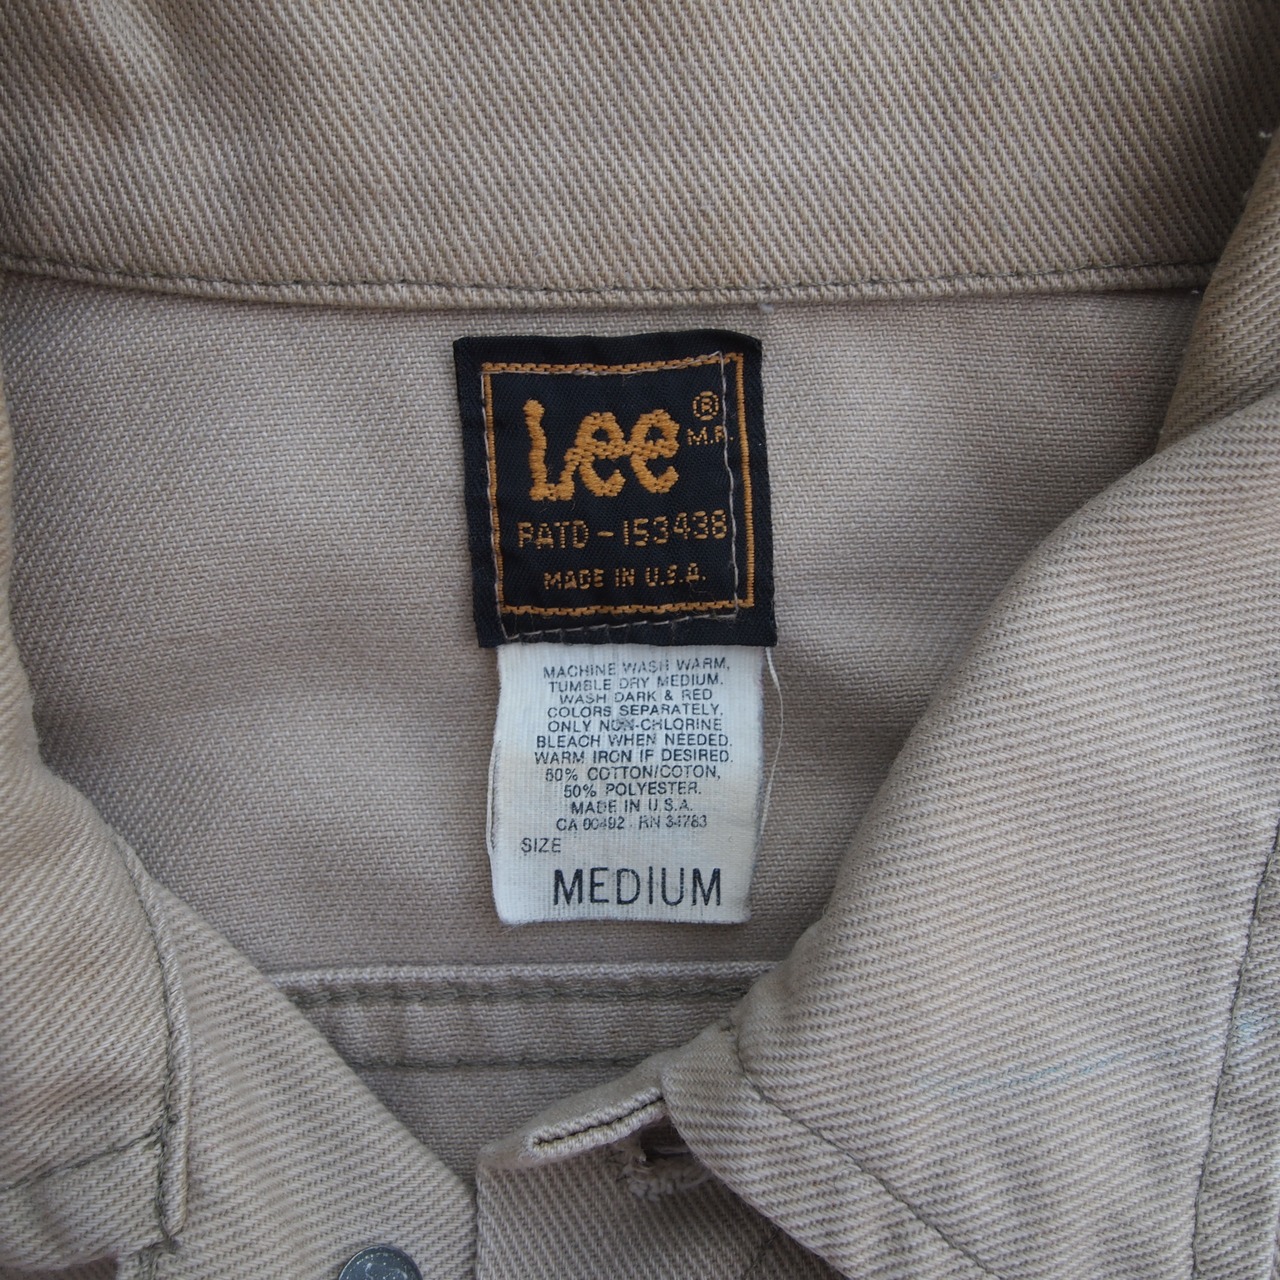 Lee ®
M.R.
PATD-153438
MADE IN U.S.A.
MACHINE WASH WARM,
TUMBLE DRY MEDIUM.
WASH DARK & RED
COLORS SEPARATELY.
ONLY NON-CHLORINE
BLEACH WHEN NEEDED.
WARM IRON IF DESIRED.
50% COTTON/COTON,
50% POLYESTER.
MADE IN U.S.A.
CA 00492 RN 34783
SIZE
MEDIUM